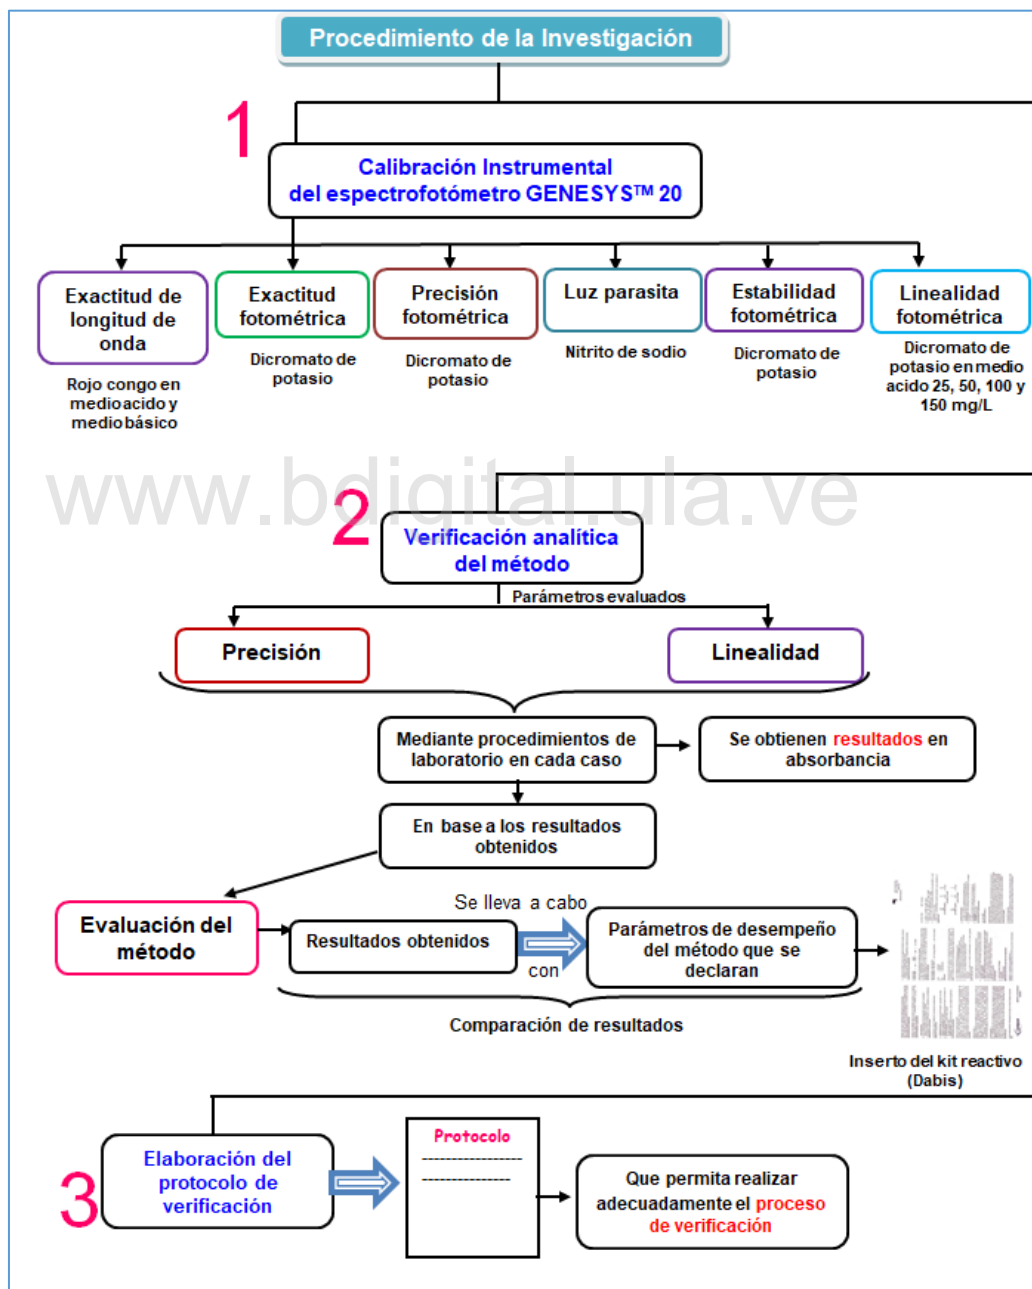 Procedimiento de la Investigación
1
Calibración Instrumental
del espectrofotómetro GENESYS™ 20
Exactitud de
longitud de
onda
Rojo congo en
medio acido y
medio básico
Exactitud
fotométrica
Dicromato de
potasio
Precisión
fotométrica
Dicromato de
potasio
Luz parasita
Nitrito de sodio
Estabilidad
fotométrica
Dicromato de
potasio
Linealidad
fotométrica
Dicromato de
potasio en medio
acido 25, 50, 100 y
150 mg/L
www.bdigital.ula.ve
2
Verificación analítica
del método
Parámetros evaluados
Precisión
Linealidad
Mediante procedimientos de
laboratorio en cada caso
Se obtienen resultados en
absorbancia
En base a los resultados
obtenidos
Evaluación del
método
Resultados obtenidos
Se lleva a cabo
con
Parámetros de desempeño
del método que se
declaran
Comparación de resultados
Inserto del kit reactivo
(Dabis)
3
Elaboración del
protocolo de
verificación
Protocolo
Que permita realizar
adecuadamente el proceso
de verificación